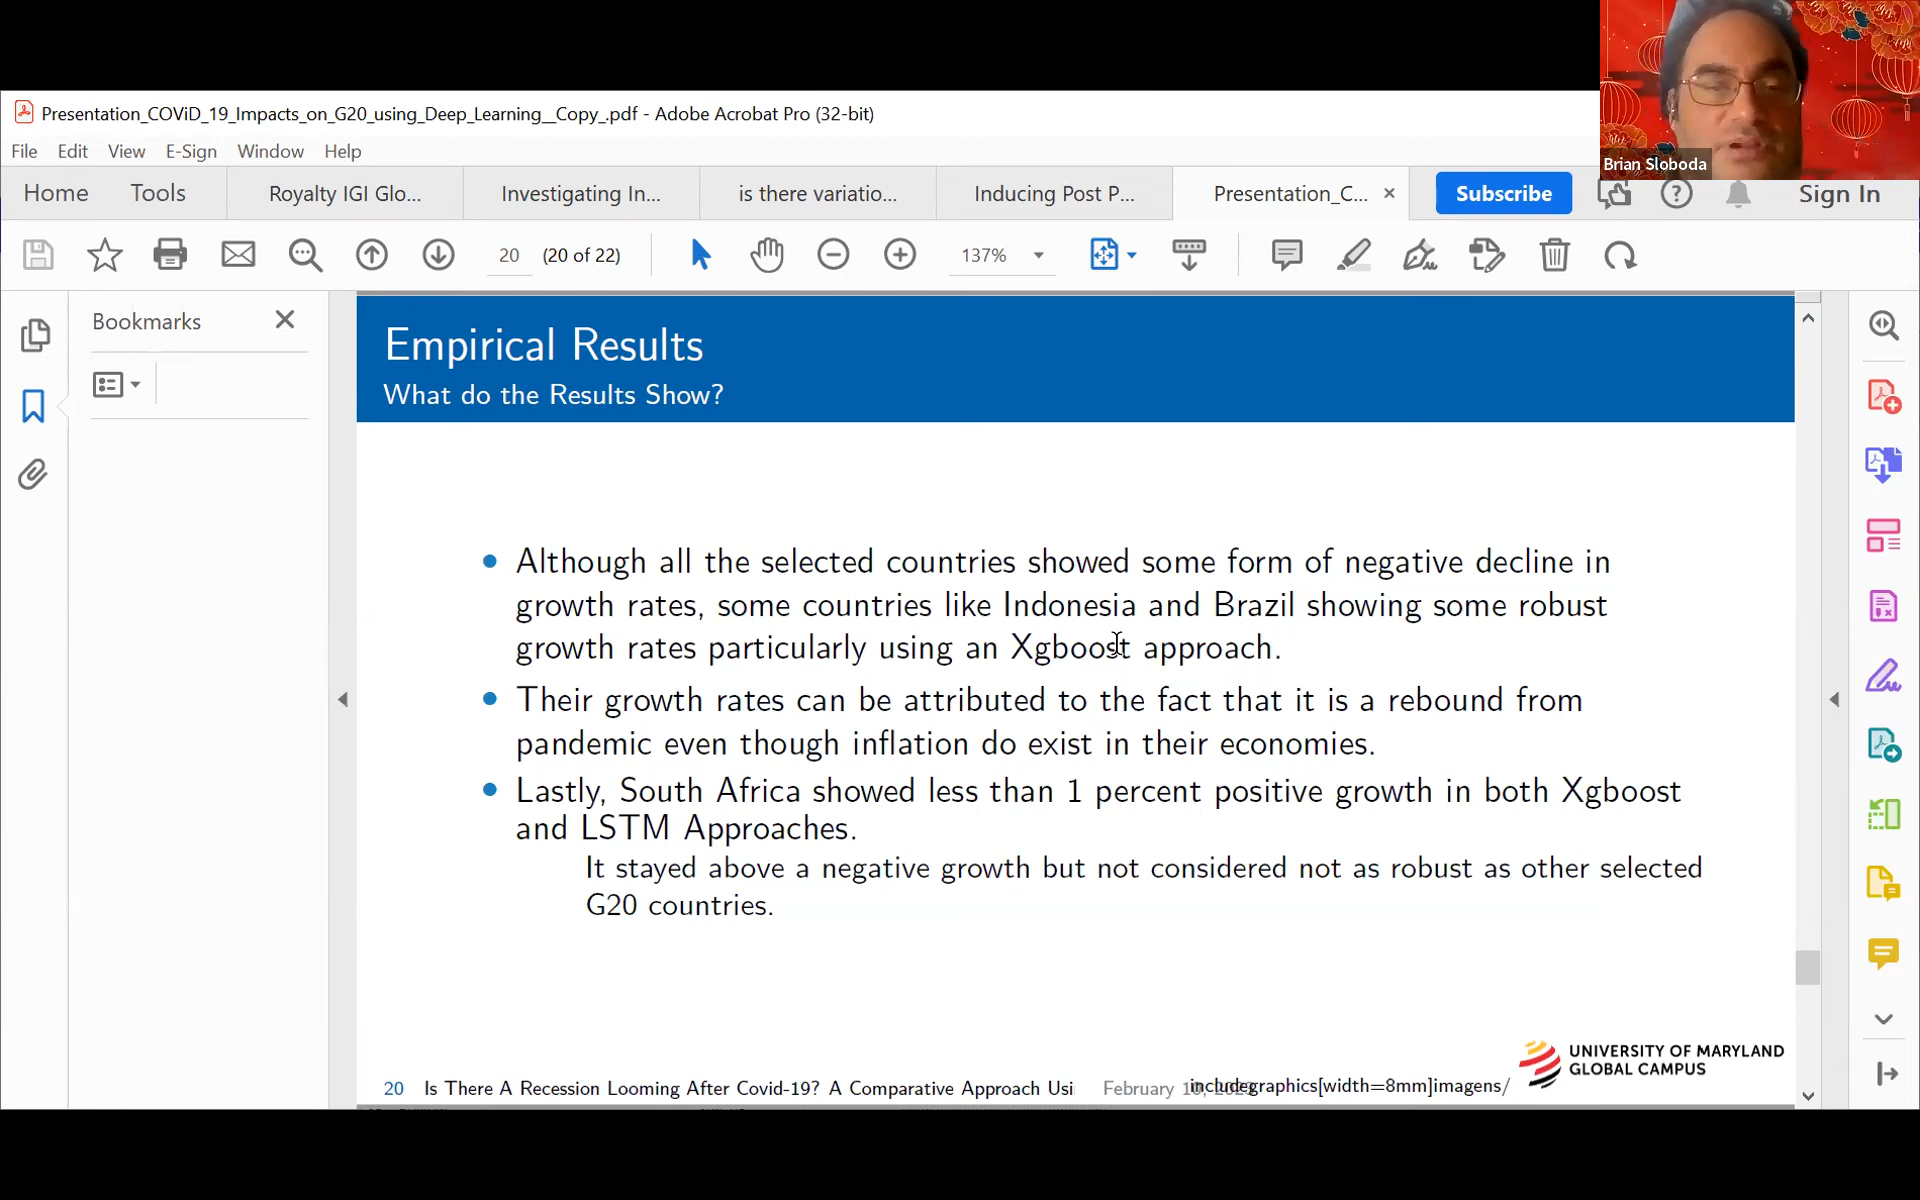 Brian Sloboda
Presentation_COViD_19_Impacts_on_G20_using_Deep_Learning__Copy_.pdf - Adobe Acrobat Pro (32-bit)
File Edit View E-Sign Window Help
Home Tools Royalty IGI Glo... Investigating In... is there variatio... Inducing Post P... Presentation_C... Subscribe Sign In
20 (20 of 22) 137%
Bookmarks
Empirical Results
What do the Results Show?
Although all the selected countries showed some form of negative decline in
growth rates, some countries like Indonesia and Brazil showing some robust
growth rates particularly using an Xgboost approach.
Their growth rates can be attributed to the fact that it is a rebound from
pandemic even though inflation do exist in their economies.
Lastly, South Africa showed less than 1 percent positive growth in both Xgboost
and LSTM Approaches.
It stayed above a negative growth but not considered not as robust as other selected
G20 countries.
UNIVERSITY OF MARYLAND
GLOBAL CAMPUS
20 Is There A Recession Looming After Covid-19? A Comparative Approach Usi February includegraphics[width=8mm]imagens/